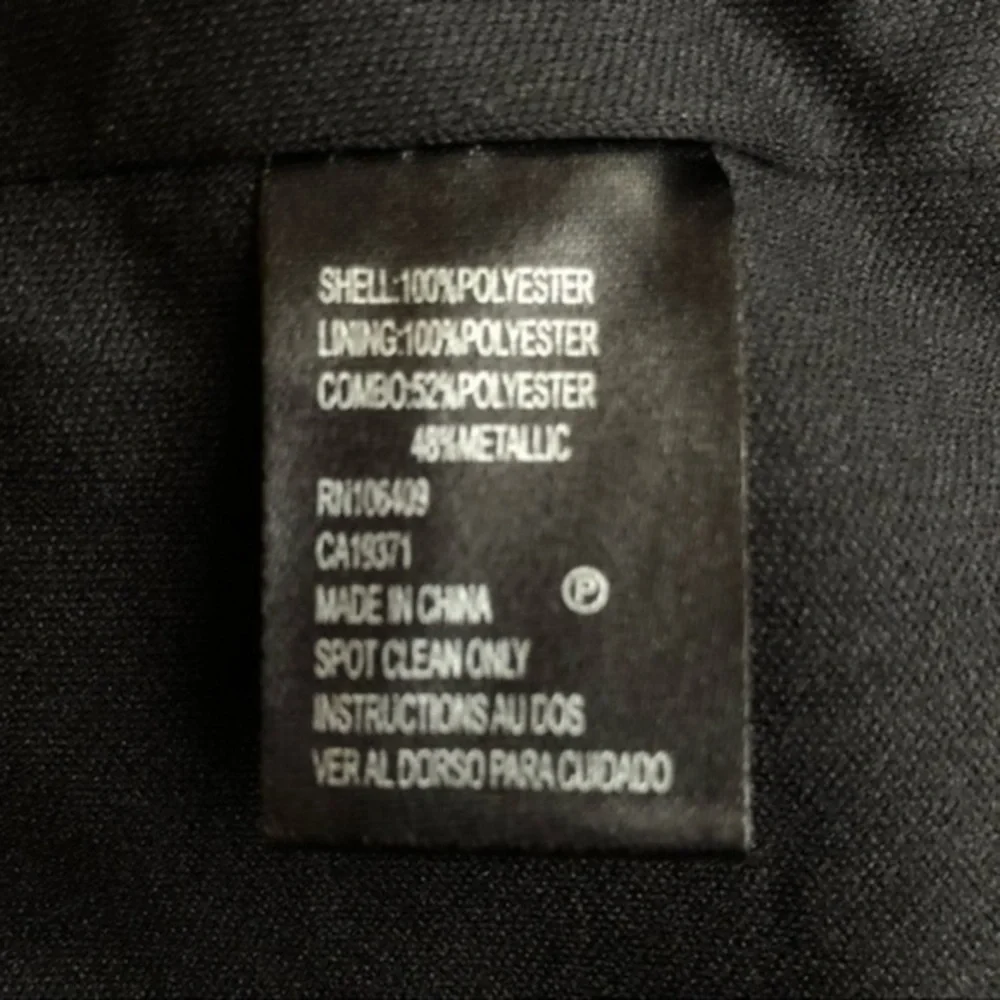 SHELL:100%POLYESTER
LINING:100%POLYESTER
COMBO:52%POLYESTER
48%METALLIC
RN106409
CA19371
MADE IN CHINA
P
SPOT CLEAN ONLY
INSTRUCTIONS AU DOS
VER AL DORSO PARA CUIDADO